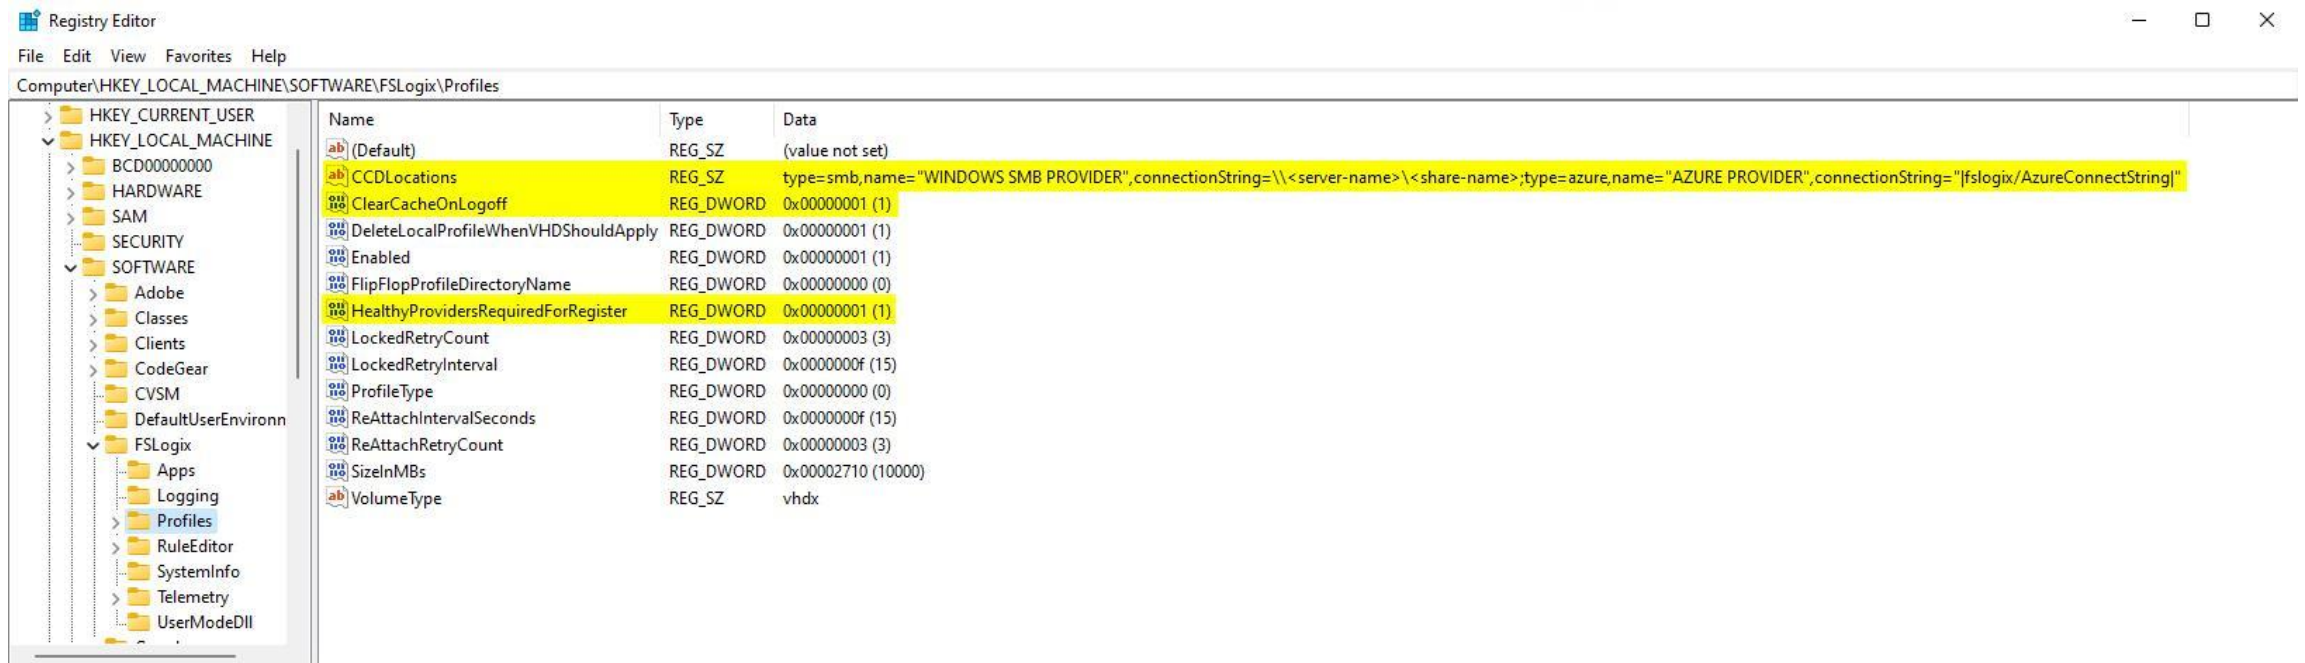 Registry Editor
File Edit View Favorites Help
Computer\HKEY_LOCAL_MACHINE\SOFTWARE\FSLogix\Profiles
HKEY_CURRENT_USER
HKEY_LOCAL_MACHINE
BCD00000000
HARDWARE
SAM
SECURITY
SOFTWARE
Adobe
Classes
Clients
CodeGear
CVSM
DefaultUserEnvironn
FSLogix
Apps
Logging
Profiles
RuleEditor
SystemInfo
Telemetry
UserModeDll
Name Type Data
(Default) REG_SZ (value not set)
CCDLocations REG_SZ type=smb,name="WINDOWS SMB PROVIDER",connectionString=\\<server-name>\<share-name>;type=azure,name="AZURE PROVIDER",connectionString="|fslogix/AzureConnectString|"
ClearCacheOnLogoff REG_DWORD 0x00000001 (1)
DeleteLocalProfileWhenVHDShouldApply REG_DWORD 0x00000001 (1)
Enabled REG_DWORD 0x00000001 (1)
FlipFlopProfileDirectoryName REG_DWORD 0x00000000 (0)
HealthyProvidersRequiredForRegister REG_DWORD 0x00000001 (1)
LockedRetryCount REG_DWORD 0x00000003 (3)
LockedRetryInterval REG_DWORD 0x0000000f (15)
ProfileType REG_DWORD 0x00000000 (0)
ReAttachIntervalSeconds REG_DWORD 0x0000000f (15)
ReAttachRetryCount REG_DWORD 0x00000003 (3)
SizeInMBs REG_DWORD 0x00002710 (10000)
VolumeType REG_SZ vhdx